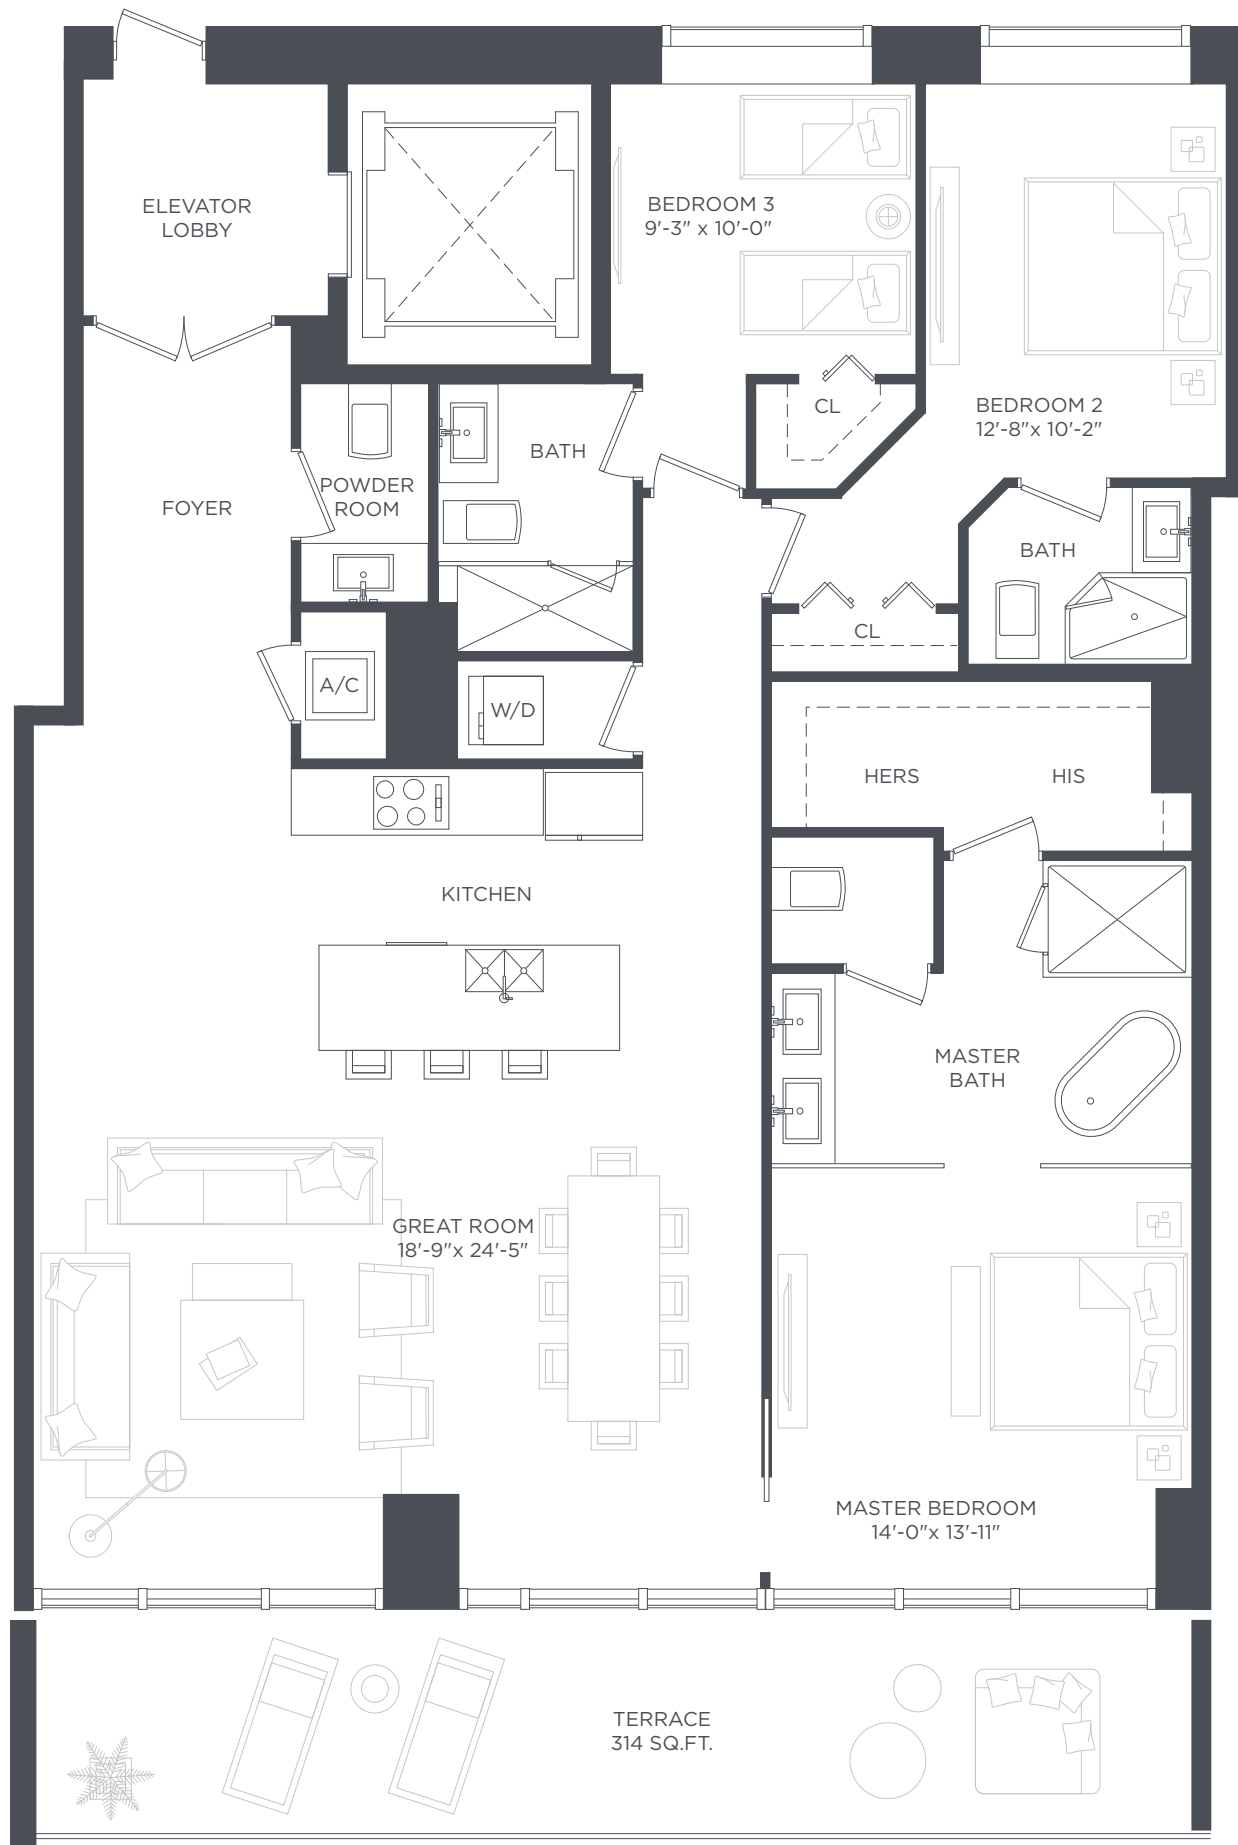 ELEVATOR
LOBBY
BEDROOM 3
9'-3" x 10'-0"
CL
BEDROOM 2
12'-8"x 10'-2"
BATH
POWDER
ROOM
FOYER
BATH
CL
A/C
W/D
HERS
HIS
KITCHEN
MASTER
BATH
GREAT ROOM
18'-9"x 24'-5"
MASTER BEDROOM
14'-0"x 13'-11"
TERRACE
314 SQ.FT.